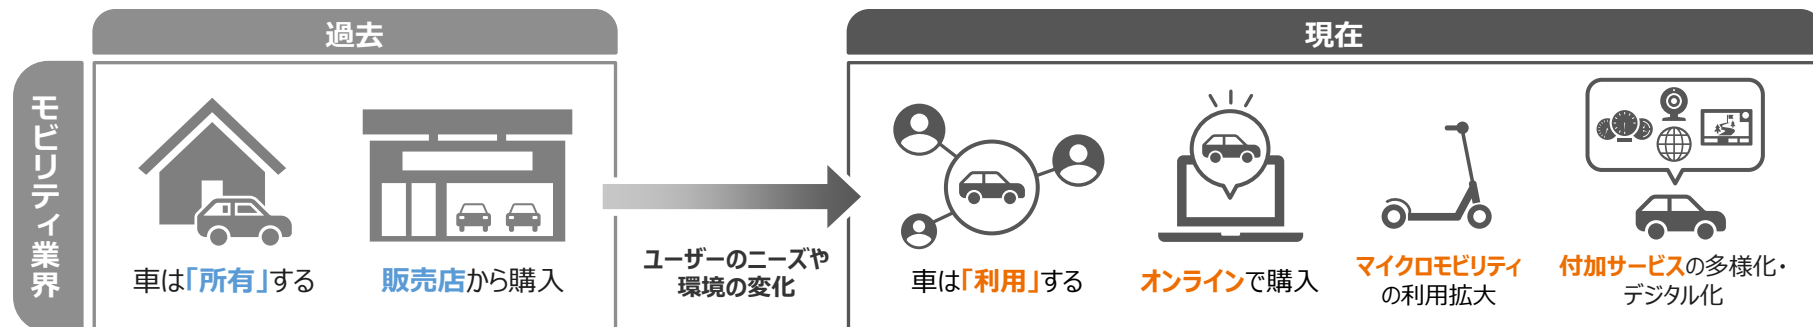 過去
現在
モビリティ業界
車は「所有」する
販売店から購入
ユーザーのニーズや
環境の変化
車は「利用」する
オンラインで購入
マイクロモビリティ
の利用拡大
付加サービスの多様化・
デジタル化